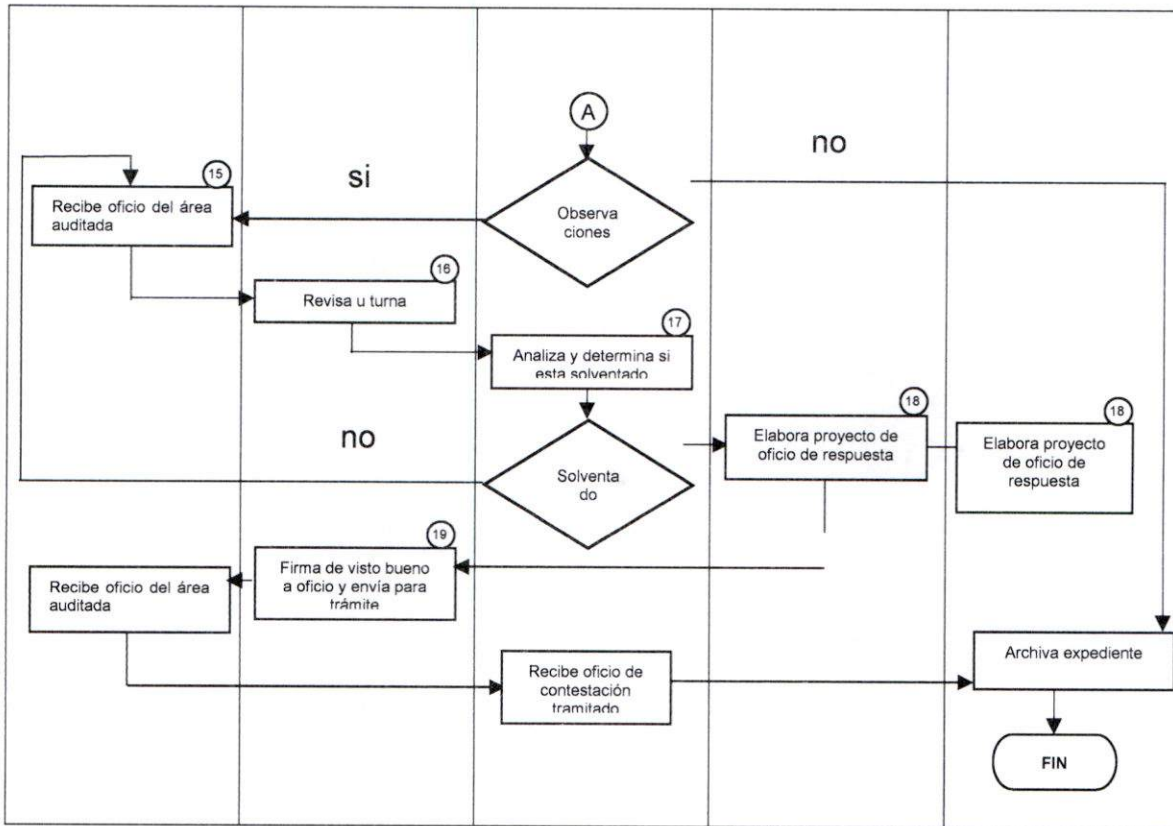 A
no
si
15
Recibe oficio del área
auditada
Observa
ciones
16
Revisa u turna
17
Analiza y determina si
esta solventado
no
18
Elabora proyecto de
oficio de respuesta
18
Elabora proyecto
de oficio de
respuesta
Solventa
do
19
Firma de visto bueno
a oficio y envía para
trámite
Recibe oficio del área
auditada
Recibe oficio de
contestación
tramitado
Archiva expediente
FIN